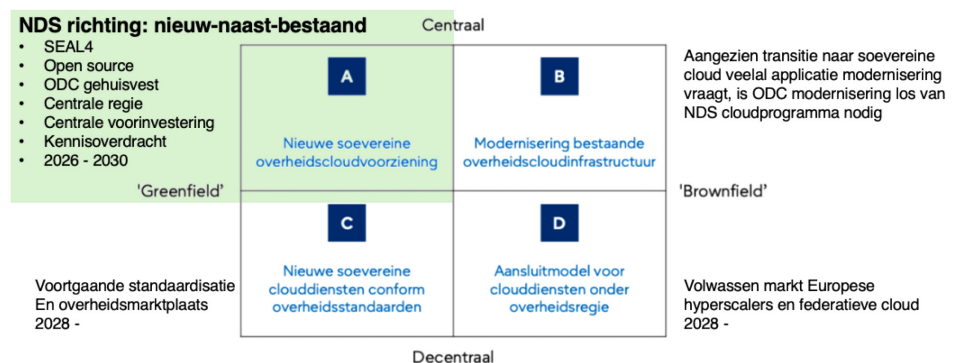 NDS richting: nieuw-naast-bestaand
• SEAL4
• Open source
• ODC gehuisvest
• Centrale regie
• Centrale voorinvestering
• Kennisoverdracht
• 2026 - 2030
Centraal
A
Nieuwe soevereine
overheidscloudvoorziening
B
Modernisering bestaande
overheidscloudinfrastructuur
Aangezien transitie naar soevereine
cloud veelal applicatie modernisering
vraagt, is ODC modernisering los van
NDS cloudprogramma nodig
'Greenfield'
'Brownfield'
Voortgaande standaardisatie
En overheidsmarktplaats
2028 -
C
Nieuwe soevereine
clouddiensten conform
overheidsstandaarden
D
Aansluitmodel voor
clouddiensten onder
overheidsregie
Volwassen markt Europese
hyperscalers en federatieve cloud
2028 -
Decentraal